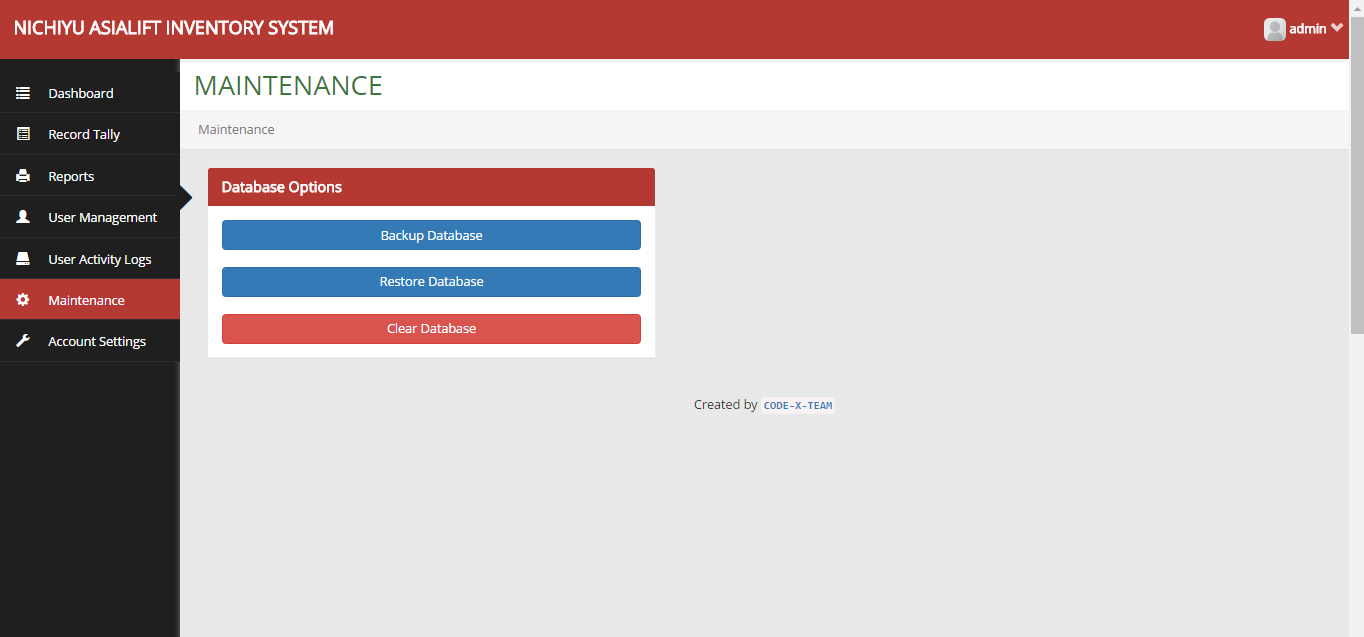 NICHIYU ASIALIFT INVENTORY SYSTEM
admin
Dashboard
Record Tally
Reports
User Management
User Activity Logs
Maintenance
Account Settings
MAINTENANCE
Maintenance
Database Options
Backup Database
Restore Database
Clear Database
Created by CODE-X-TEAM